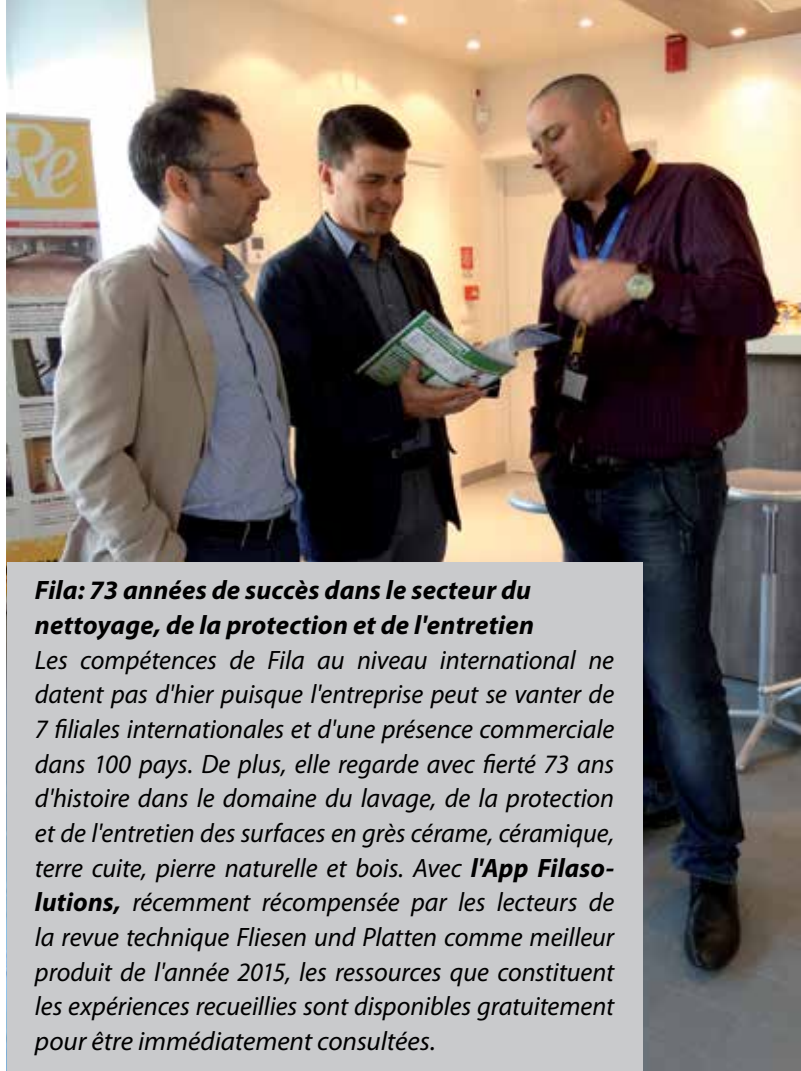 Re
Fila: 73 années de succès dans le secteur du
nettoyage, de la protection et de l'entretien
Les compétences de Fila au niveau international ne
datent pas d'hier puisque l'entreprise peut se vanter de
7 filiales internationales et d'une présence commerciale
dans 100 pays. De plus, elle regarde avec fierté 73 ans
d'histoire dans le domaine du lavage, de la protection
et de l'entretien des surfaces en grès cérame, céramique,
terre cuite, pierre naturelle et bois. Avec l'App Filaso-
lutions, récemment récompensée par les lecteurs de
la revue technique Fliesen und Platten comme meilleur
produit de l'année 2015, les ressources que constituent
les expériences recueillies sont disponibles gratuitement
pour être immédiatement consultées.